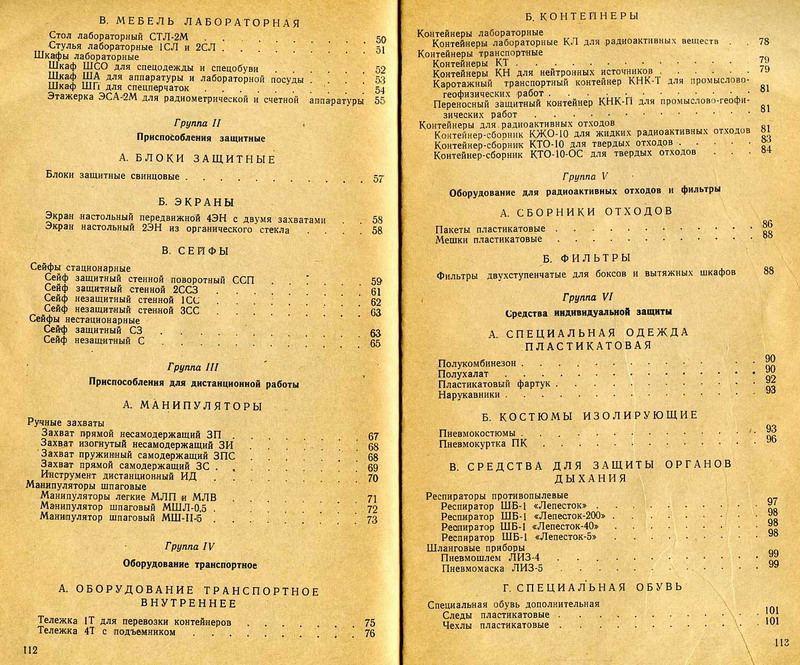 В. МЕБЕЛЬ ЛАБОРАТОРНАЯ
Стол лабораторный СТЛ-2М . . . . . . . . . . 50
Стулья лабораторные 1СЛ и 2СЛ . . . . . . . . 51
Шкафы лабораторные
Шкаф ШСО для спецодежды и спецобуви . . . . . 52
Шкаф ША для аппаратуры и лабораторной посуды . . . 53
Шкаф ШП для спецперчаток . . . . . . . . 54
Этажерка ЭСА-2М для радиометрической и счетной аппаратуры 55
Группа II
Приспособления защитные
А. БЛОКИ ЗАЩИТНЫЕ
Блоки защитные свинцовые . . . . . . . . . . 57
Б. ЭКРАНЫ
Экран настольный передвижной 4ЭН с двумя захватами . . 58
Экран настольный 2ЭН из органического стекла . . . 58
В. СЕЙФЫ
Сейфы стационарные
Сейф защитный стенной поворотный ССП . . . . . 59
Сейф защитный стенной 2ССЗ . . . . . . . . 61
Сейф незащитный стенной 1СС . . . . . . . . 62
Сейф незащитный стенной 3СС . . . . . . . . 63
Сейфы нестационарные
Сейф защитный СЗ . . . . . . . . . . 63
Сейф незащитный С . . . . . . . . . . 65
Группа III
Приспособления для дистанционной работы
А. МАНИПУЛЯТОРЫ
Ручные захваты
Захват прямой несамодержащий ЗП . . . . . . . 67
Захват изогнутый несамодержащий ЗИ . . . . . . 68
Захват пружинный самодержащий ЗПС . . . . . . 68
Захват прямой самодержащий ЗС . . . . . . . 69
Инструмент дистанционный ИД . . . . . . . . 70
Манипуляторы шпаговые
Манипуляторы легкие МЛП и МЛВ . . . . . . . 71
Манипулятор шпаговый МШЛ-0,5 . . . . . . . . 72
Манипулятор шпаговый МШ-II-б . . . . . . . . 73
Группа IV
Оборудование транспортное
А. ОБОРУДОВАНИЕ ТРАНСПОРТНОЕ
ВНУТРЕННЕЕ
Тележка 1Т для перевозки контейнеров . . . . . . 75
Тележка 4Т с подъемником . . . . . . . . . 76
112
Б. КОНТЕЙНЕРЫ
Контейнеры лабораторные
Контейнеры лабораторные КЛ для радиоактивных веществ . . 78
Контейнеры транспортные
Контейнеры КТ . . . . . . . . . . . 79
Контейнеры КН для нейтронных источников . . . . 79
Каротажный транспортный контейнер КНК-Т для промыслово-
геофизических работ . . . . . . . . . . 81
Переносный защитный контейнер КНК-П для промыслово-геофи-
зических работ . . . . . . . . . . . 81
Контейнеры для радиоактивных отходов
Контейнер-сборник КЖО-10 для жидких радиоактивных отходов 81
Контейнер-сборник КТО-10 для твердых отходов . . . . 83
Контейнер-сборник КТО-10-ОС для твердых отходов . . . 84
Группа V
Оборудование для радиоактивных отходов и фильтры
А. СБОРНИКИ ОТХОДОВ
Пакеты пластикатовые . . . . . . . . . . 86
Мешки пластикатовые . . . . . . . . . . 88
Б. ФИЛЬТРЫ
Фильтры двухступенчатые для боксов и вытяжных шкафов 88
Группа VI
Средства индивидуальной защиты
А. СПЕЦИАЛЬНАЯ ОДЕЖДА
ПЛАСТИКАТОВАЯ
Полукомбинезон . . . . . . . . . . . 90
Полухалат . . . . . . . . . . . . 90
Пластикатовый фартук . . . . . . . . . . 92
Нарукавники . . . . . . . . . . . . 93
Б. КОСТЮМЫ ИЗОЛИРУЮЩИЕ
Пневмокостюмы . . . . . . . . . . . 93
Пневмокуртка ПК . . . . . . . . . . . 96
В. СРЕДСТВА ДЛЯ ЗАЩИТЫ ОРГАНОВ
ДЫХАНИЯ
Респираторы противопылевые
Респиратор ШБ-1 «Лепесток» . . . . . . . . 97
Респиратор ШБ-1 «Лепесток-200» . . . . . . . 98
Респиратор ШБ-1 «Лепесток-40» . . . . . . . 98
Респиратор ШБ-1 «Лепесток-5» . . . . . . . 98
Шланговые приборы
Пневмошлем ЛИЗ-4 . . . . . . . . . . 99
Пневмомаска ЛИЗ-5 . . . . . . . . . . 99
Г. СПЕЦИАЛЬНАЯ ОБУВЬ
Специальная обувь дополнительная
Следы пластикатовые . . . . . . . . . . 101
Чехлы пластикатовые . . . . . . . . . . 101
113